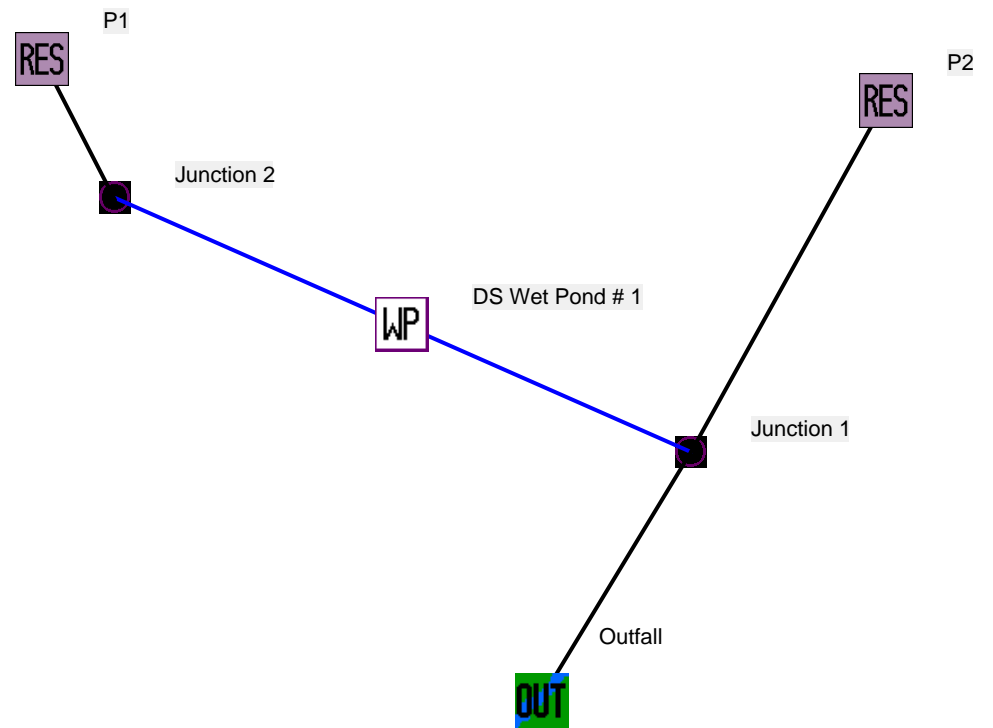 P1
RES
P2
RES
Junction 2
DS Wet Pond # 1
WP
Junction 1
Outfall
OUT